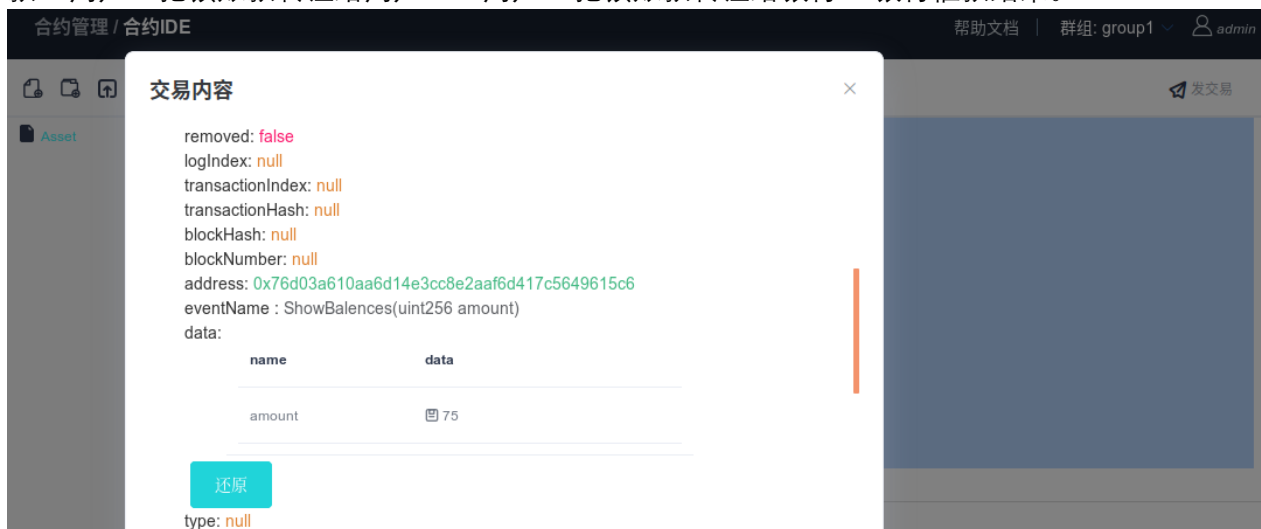 合约管理 / 合约IDE
帮助文档
群组: group1
admin
交易内容
发交易
Asset
removed: false
logIndex: null
transactionIndex: null
transactionHash: null
blockHash: null
blockNumber: null
address: 0x76d03a610aa6d14e3cc8e2aaf6d417c5649615c6
eventName : ShowBalences(uint256 amount)
data:
name data
amount 75
还原
type: null